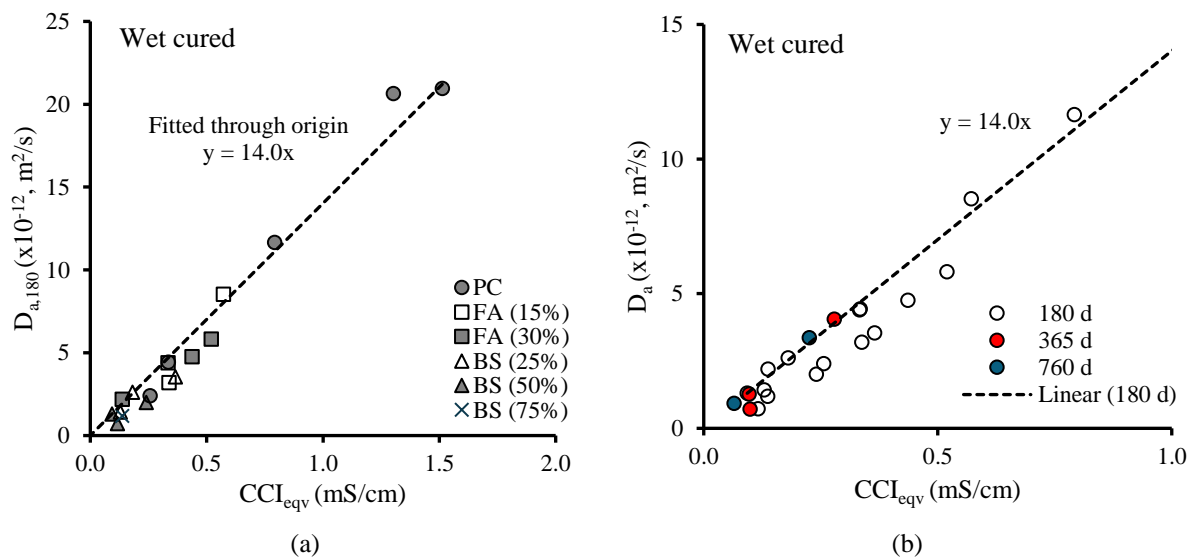 Wet cured
Fitted through origin
y = 14.0x
D_a,180 (x10^-12, m^2/s)
25
20
15
10
5
0
PC
FA (15%)
FA (30%)
BS (25%)
BS (50%)
BS (75%)
0.0 0.5 1.0 1.5 2.0
CCI_eqv (mS/cm)
(a)
Wet cured
y = 14.0x
D_a (x10^-12, m^2/s)
15
10
5
0
180 d
365 d
760 d
Linear (180 d)
0.0 0.5 1.0
CCI_eqv (mS/cm)
(b)